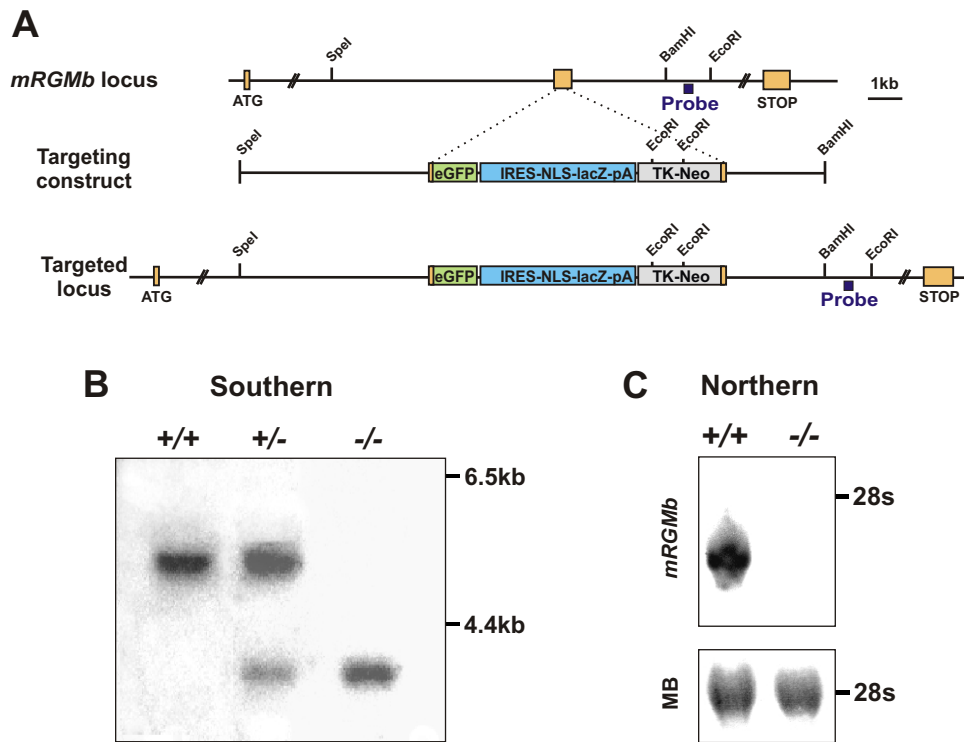 A
SpeI
BamHI
EcoRI
mRGMb locus
ATG
Probe
STOP
1kb
SpeI
EcoRI
EcoRI
BamHI
Targeting
construct
eGFP
IRES-NLS-lacZ-pA
TK-Neo
SpeI
EcoRI
EcoRI
BamHI
EcoRI
Targeted
locus
ATG
eGFP
IRES-NLS-lacZ-pA
TK-Neo
Probe
STOP
B
Southern
+/+
+/-
-/-
6.5kb
4.4kb
C
Northern
+/+
-/-
mRGMb
28s
MB
28s